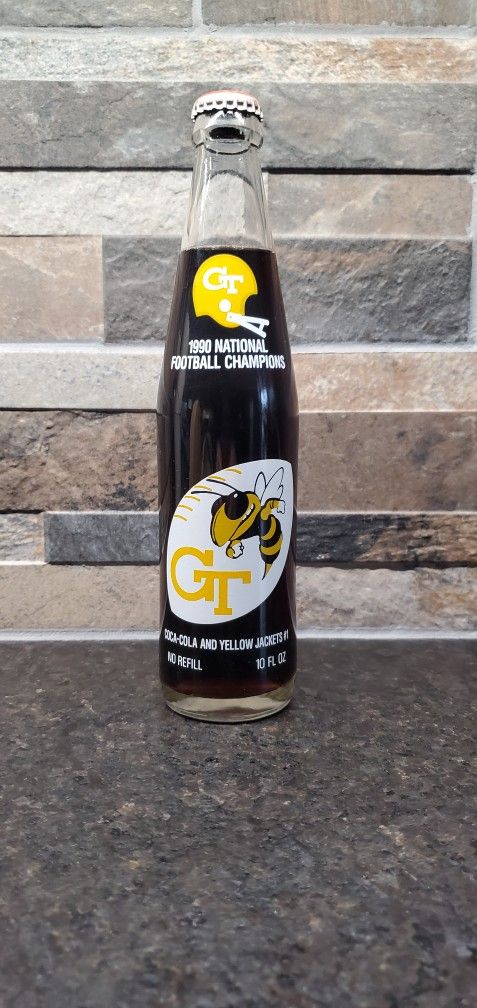 GT
1990 NATIONAL
FOOTBALL CHAMPIONS
GT
COCA-COLA AND YELLOW JACKETS #1
NO REFILL 10 FL OZ